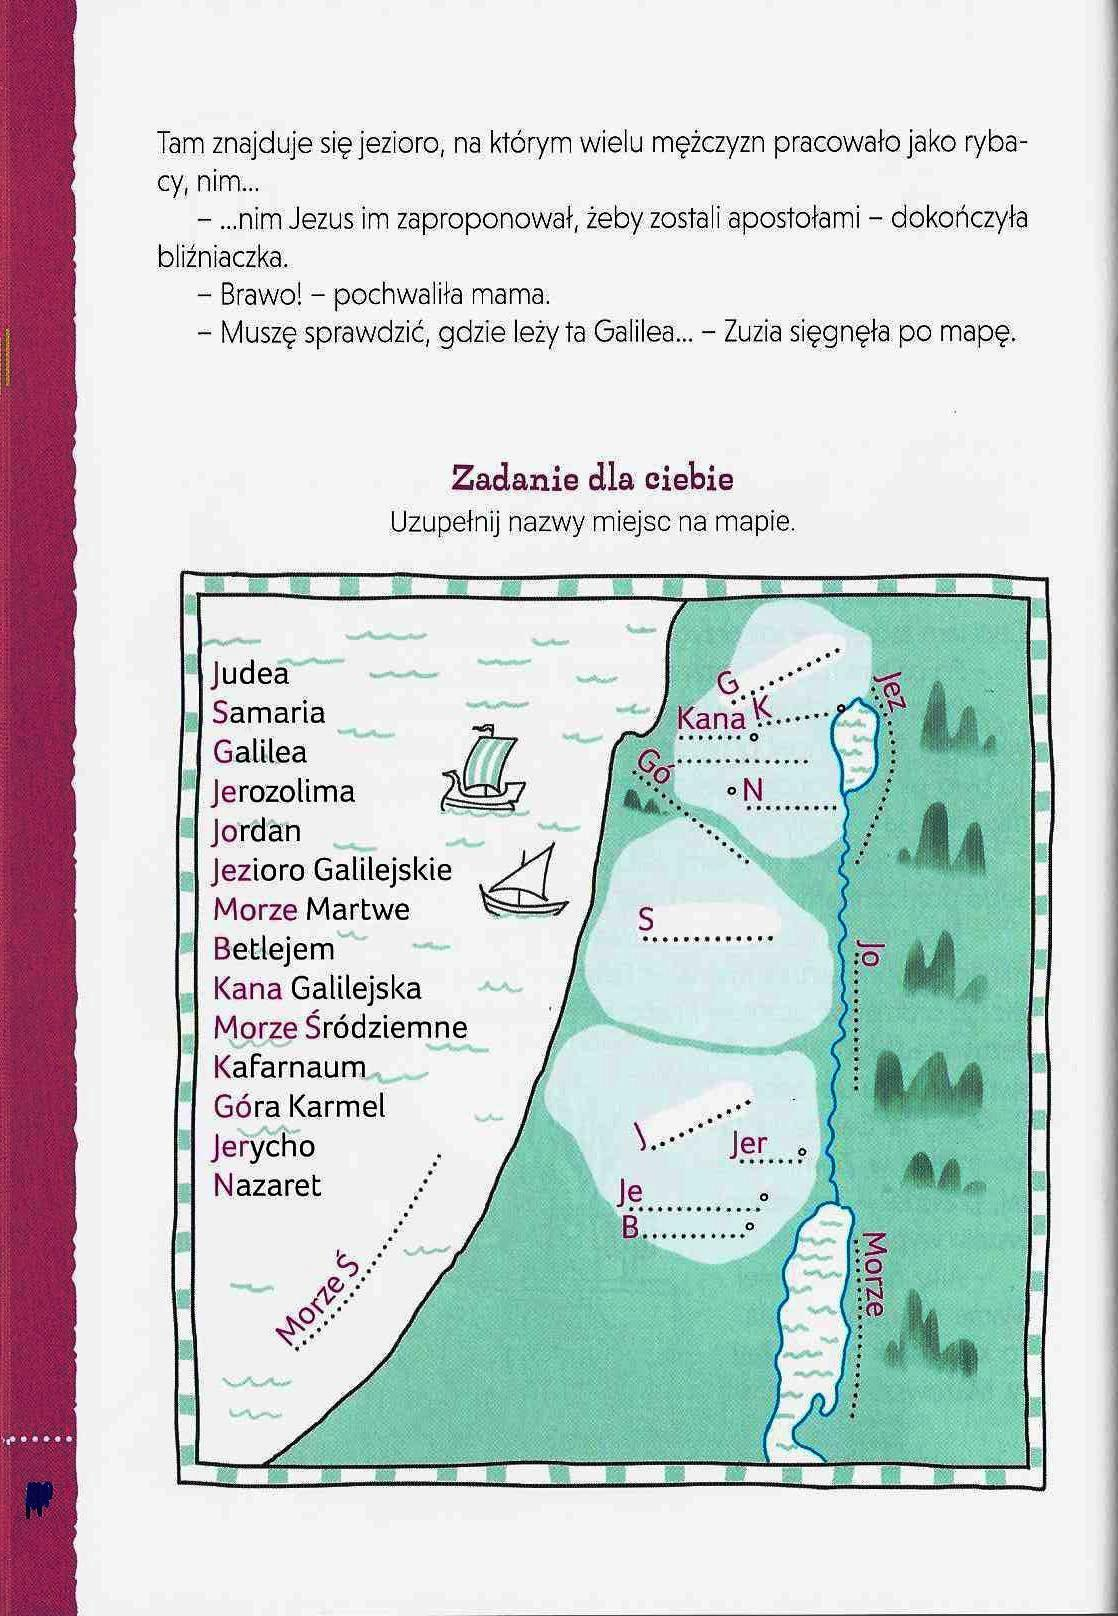 Tam znajduje się jezioro, na którym wielu mężczyzn pracowało jako ryba-
cy, nim...
– ...nim Jezus im zaproponował, żeby zostali apostołami – dokończyła
bliźniaczka.
– Brawo! – pochwaliła mama.
– Muszę sprawdzić, gdzie leży ta Galilea... – Zuzia sięgnęła po mapę.
Zadanie dla ciebie
Uzupełnij nazwy miejsc na mapie.
Judea
Samaria
Galilea
Jerozolima
Jordan
Jezioro Galilejskie
Morze Martwe
Betlejem
Kana Galilejska
Morze Śródziemne
Kafarnaum
Góra Karmel
Jerycho
Nazaret
Morze Ś
G
Jez
Kana K
Gó
N
S
Jo
J
Jer
Je
B
Morze